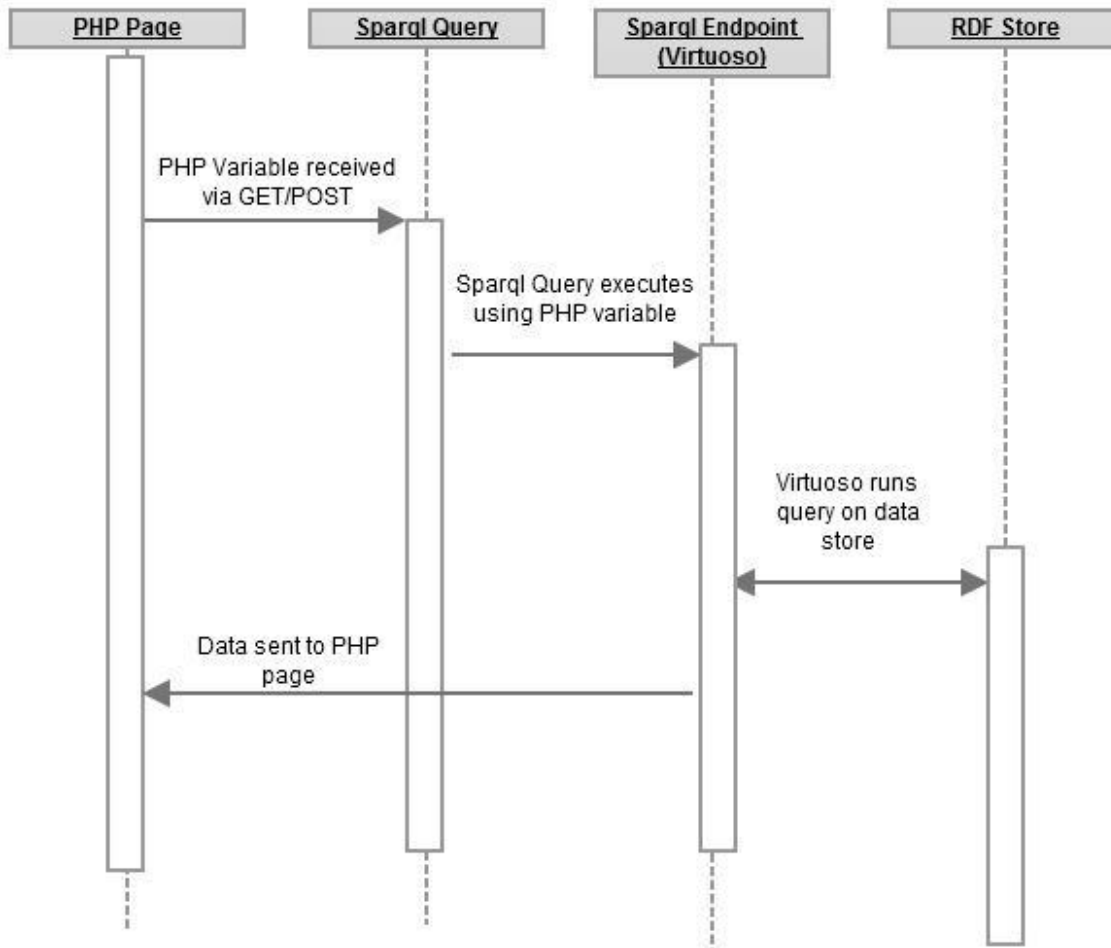 PHP Page
Sparql Query
Sparql Endpoint
(Virtuoso)
RDF Store
PHP Variable received
via GET/POST
Sparql Query executes
using PHP variable
Virtuoso runs
query on data
store
Data sent to PHP
page